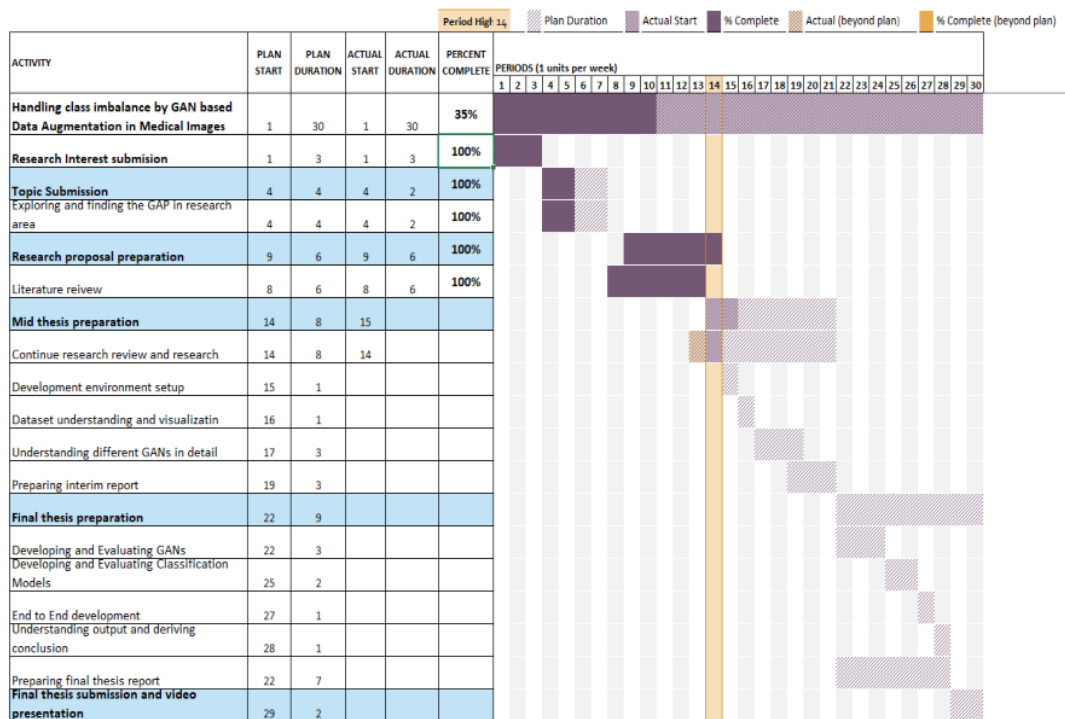 Period High 14 Plan Duration Actual Start % Complete Actual (beyond plan) % Complete (beyond plan)
ACTIVITY PLAN START PLAN DURATION ACTUAL START ACTUAL DURATION PERCENT COMPLETE PERIODS (1 units per week)
1 2 3 4 5 6 7 8 9 10 11 12 13 14 15 16 17 18 19 20 21 22 23 24 25 26 27 28 29 30
Handling class imbalance by GAN based
Data Augmentation in Medical Images 1 30 1 30 35%
Research Interest submision 1 3 1 3 100%
Topic Submission 4 4 4 2 100%
Exploring and finding the GAP in research
area 4 4 4 2 100%
Research proposal preparation 9 6 9 6 100%
Literature reivew 8 6 8 6 100%
Mid thesis preparation 14 8 15
Continue research review and research 14 8 14
Development environment setup 15 1
Dataset understanding and visualizatin 16 1
Understanding different GANs in detail 17 3
Preparing interim report 19 3
Final thesis preparation 22 9
Developing and Evaluating GANs 22 3
Developing and Evaluating Classification
Models 25 2
End to End development 27 1
Understanding output and deriving
conclusion 28 1
Preparing final thesis report 22 7
Final thesis submission and video
presentation 29 2